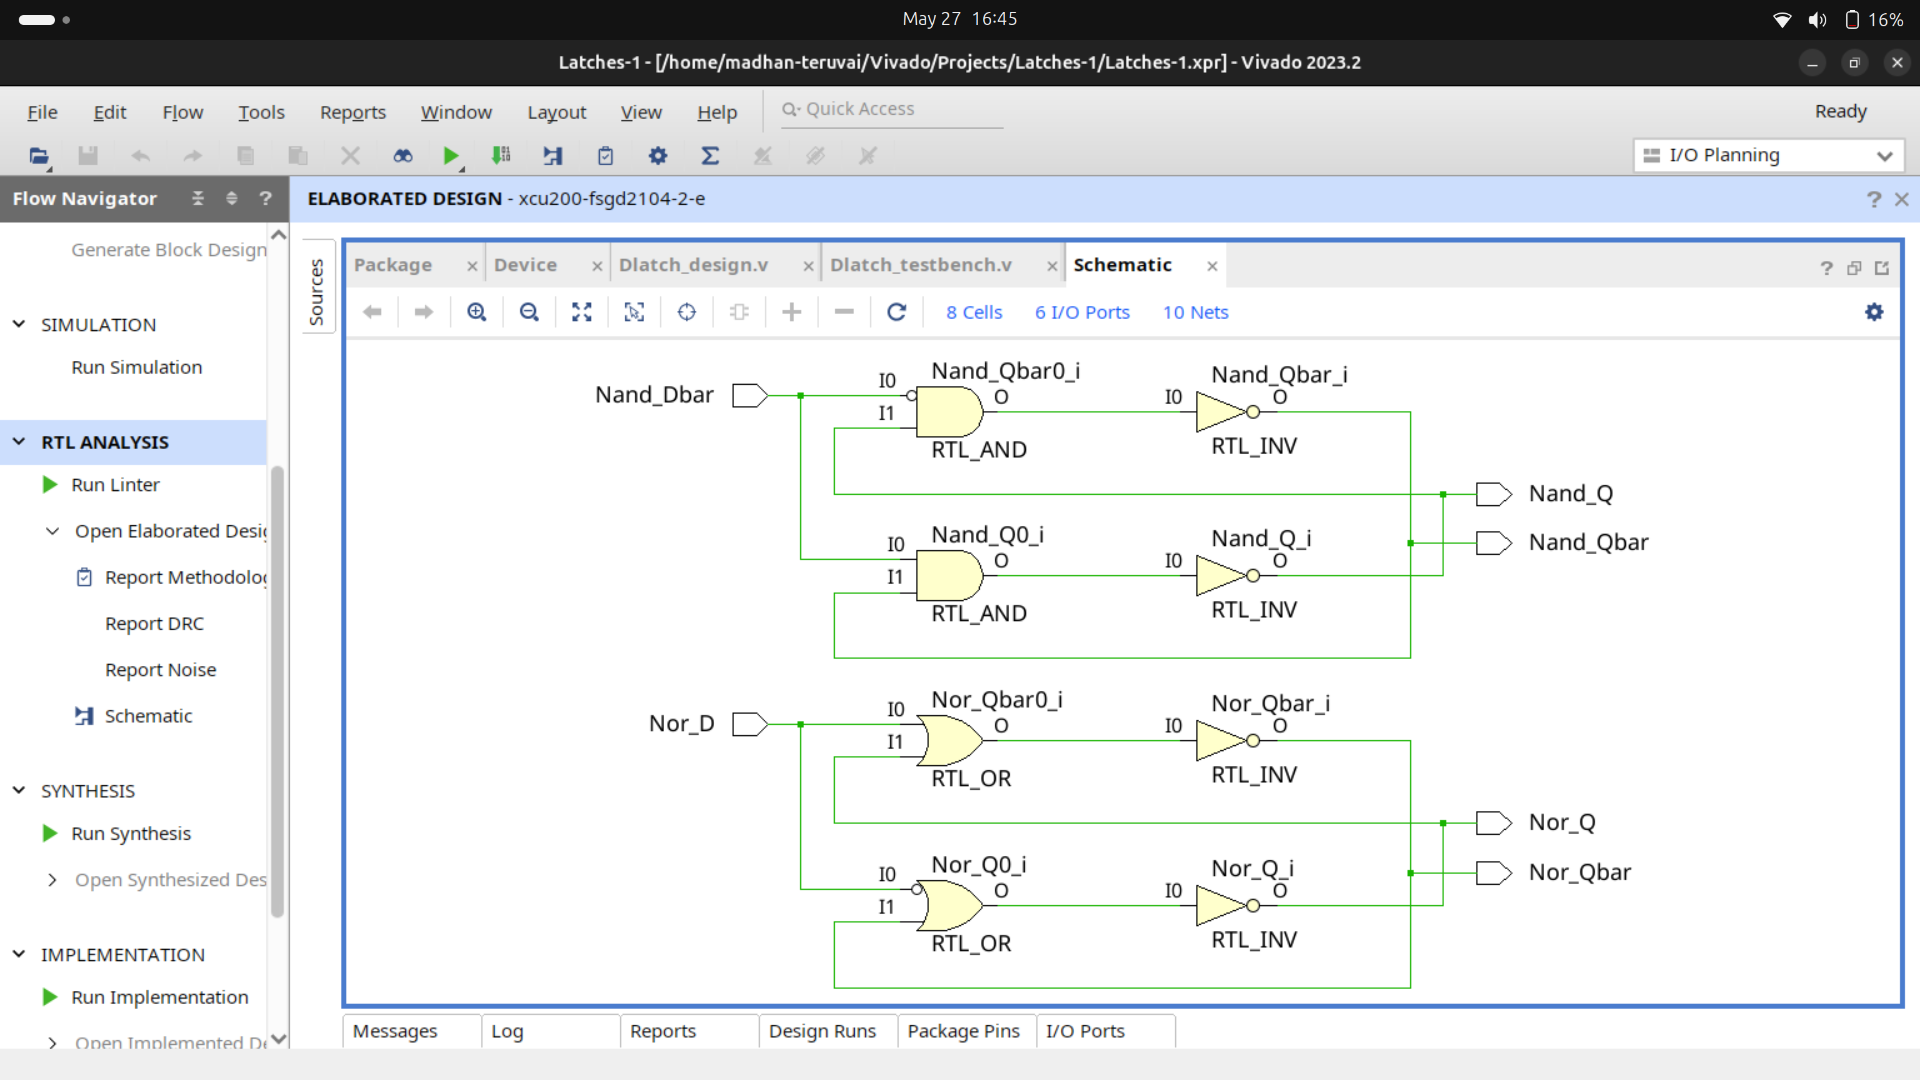 May 27 16:45
16%
Latches-1 - [/home/madhan-teruvai/Vivado/Projects/Latches-1/Latches-1.xpr] - Vivado 2023.2
File Edit Flow Tools Reports Window Layout View Help Quick Access Ready
I/O Planning
Flow Navigator ?
ELABORATED DESIGN - xcu200-fsgd2104-2-e ?
Generate Block Design
SIMULATION
Run Simulation
RTL ANALYSIS
Run Linter
Open Elaborated Desi
Report Methodolo
Report DRC
Report Noise
Schematic
SYNTHESIS
Run Synthesis
Open Synthesized Des
IMPLEMENTATION
Run Implementation
Open Implemented De
Sources
Package Device Dlatch_design.v Dlatch_testbench.v Schematic ?
8 Cells 6 I/O Ports 10 Nets
Nand_Qbar0_i
Nand_Qbar_i
Nand_Dbar
I0
O
I0
O
I1
RTL_AND
RTL_INV
Nand_Q
Nand_Q0_i
Nand_Q_i
Nand_Qbar
I0
O
I0
O
I1
RTL_AND
RTL_INV
Nor_Qbar0_i
Nor_Qbar_i
Nor_D
I0
O
I0
O
I1
RTL_OR
RTL_INV
Nor_Q
Nor_Q0_i
Nor_Q_i
Nor_Qbar
I0
O
I0
O
I1
RTL_OR
RTL_INV
Messages Log Reports Design Runs Package Pins I/O Ports